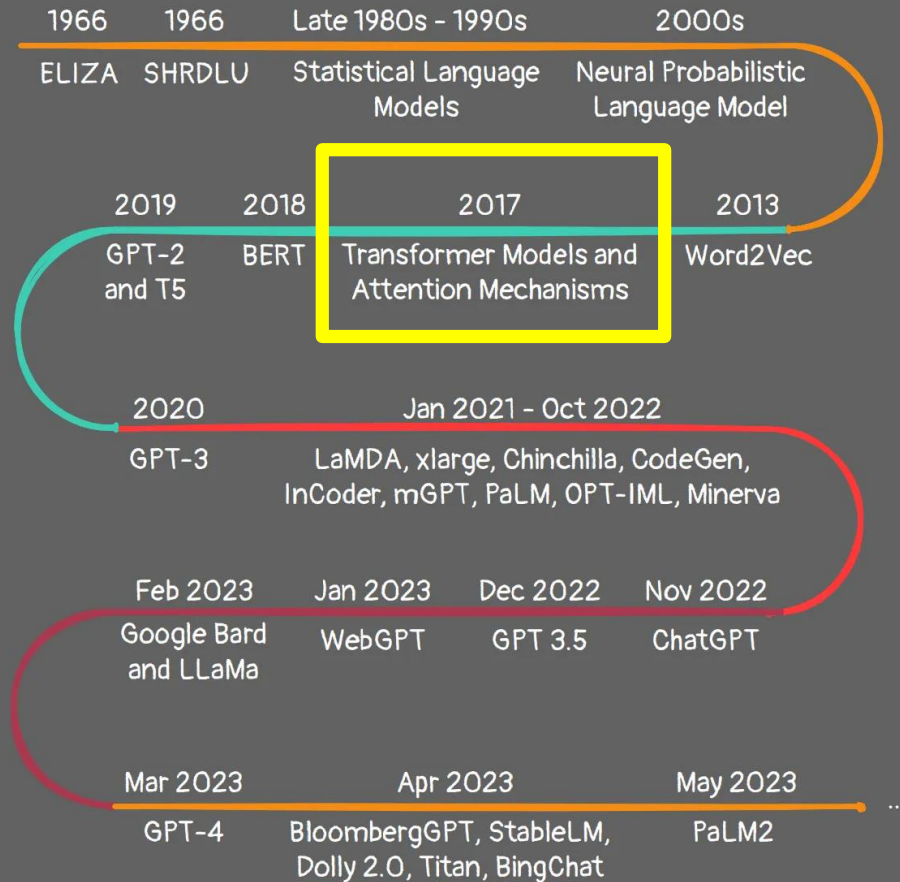 1966 1966 Late 1980s - 1990s 2000s
ELIZA SHRDLU Statistical Language Models Neural Probabilistic Language Model
2019 2018 2017 2013
GPT-2 and T5 BERT Transformer Models and Attention Mechanisms Word2Vec
2020 Jan 2021 - Oct 2022
GPT-3 LaMDA, xlarge, Chinchilla, CodeGen,
InCoder, mGPT, PaLM, OPT-IML, Minerva
Feb 2023 Jan 2023 Dec 2022 Nov 2022
Google Bard and LLaMa WebGPT GPT 3.5 ChatGPT
Mar 2023 Apr 2023 May 2023
GPT-4 BloombergGPT, StableLM, PaLM2
Dolly 2.0, Titan, BingChat
..